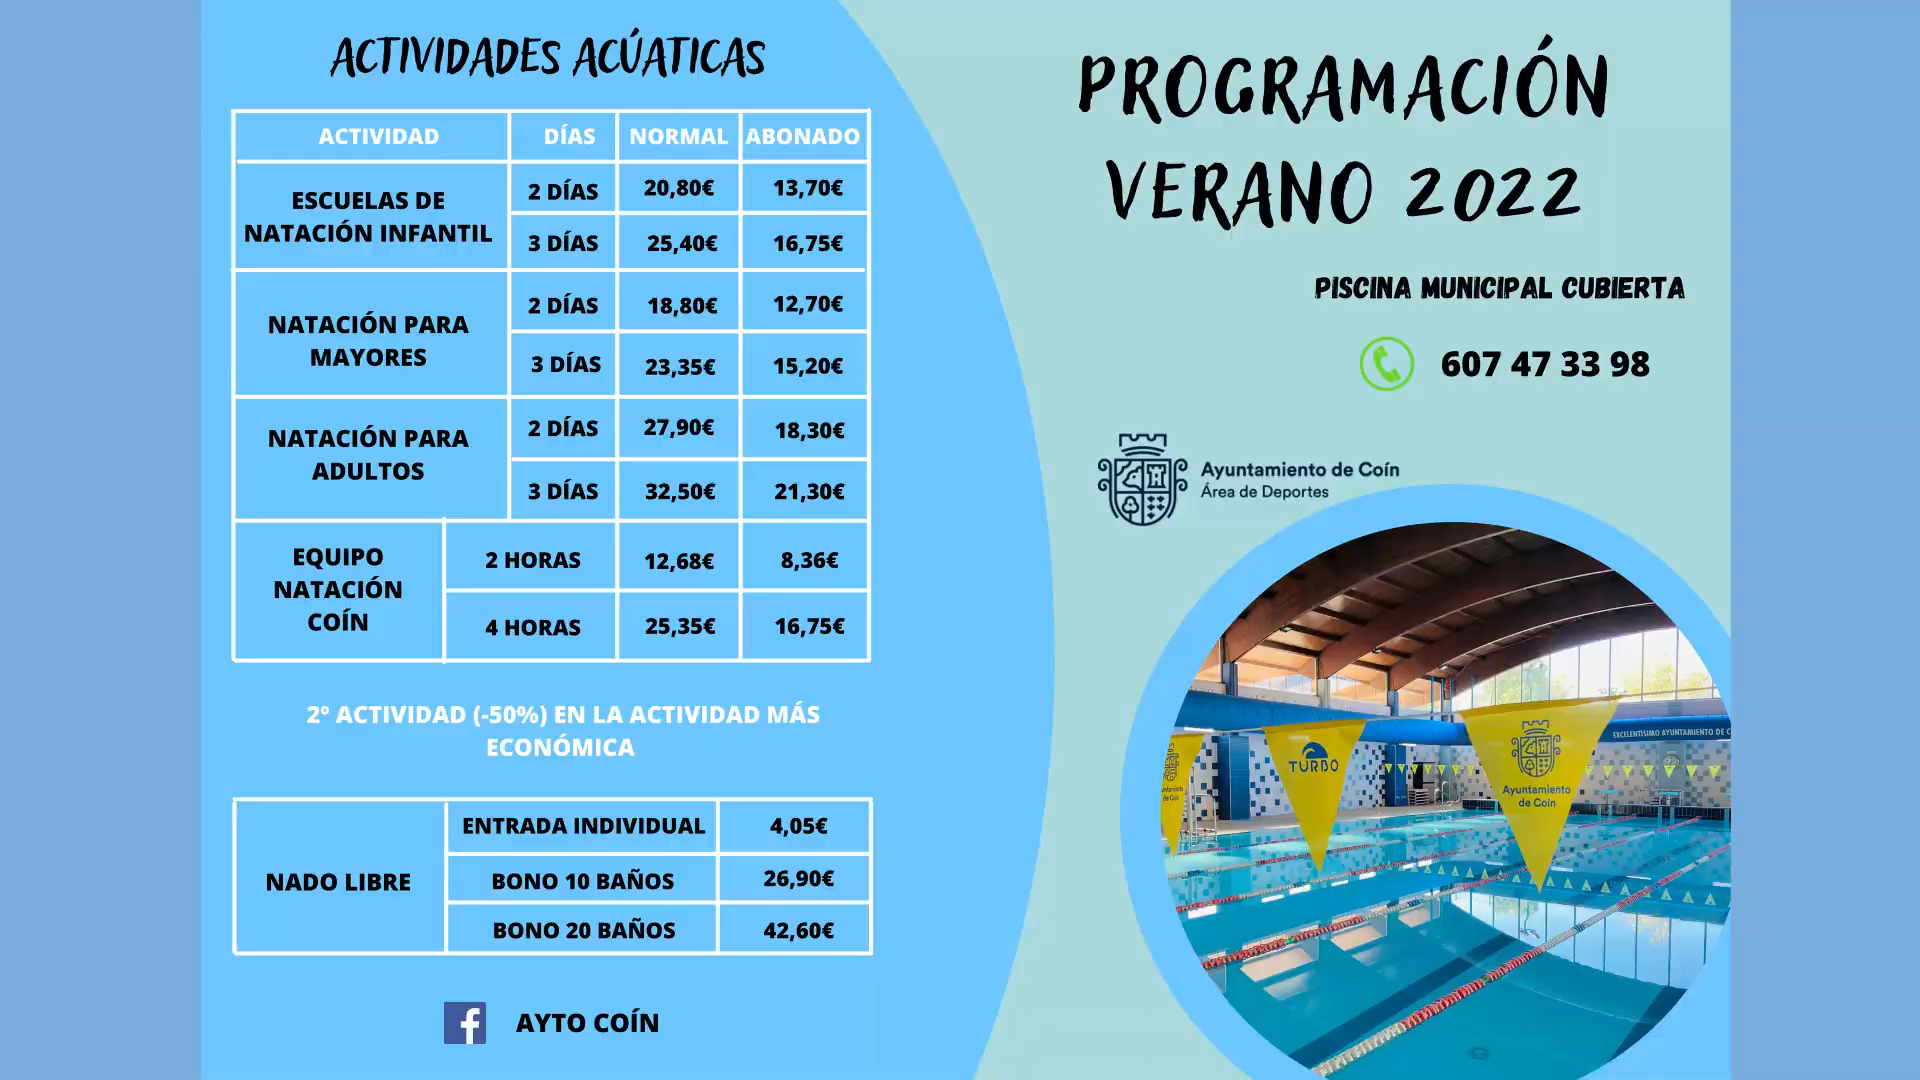 ACTIVIDADES ACÚATICAS
ACTIVIDAD DÍAS NORMAL ABONADO
ESCUELAS DE
NATACIÓN INFANTIL
2 DÍAS 20,80€ 13,70€
3 DÍAS 25,40€ 16,75€
NATACIÓN PARA
MAYORES
2 DÍAS 18,80€ 12,70€
3 DÍAS 23,35€ 15,20€
NATACIÓN PARA
ADULTOS
2 DÍAS 27,90€ 18,30€
3 DÍAS 32,50€ 21,30€
EQUIPO
NATACIÓN
COÍN
2 HORAS 12,68€ 8,36€
4 HORAS 25,35€ 16,75€
2º ACTIVIDAD (-50%) EN LA ACTIVIDAD MÁS
ECONÓMICA
NADO LIBRE
ENTRADA INDIVIDUAL 4,05€
BONO 10 BAÑOS 26,90€
BONO 20 BAÑOS 42,60€
AYTO COÍN
PROGRAMACIÓN
VERANO 2022
PISCINA MUNICIPAL CUBIERTA
607 47 33 98
Ayuntamiento de Coín
Área de Deportes
EXCELENTÍSIMO AYUNTAMIENTO DE C
TURBO
Ayuntamiento
de Coín